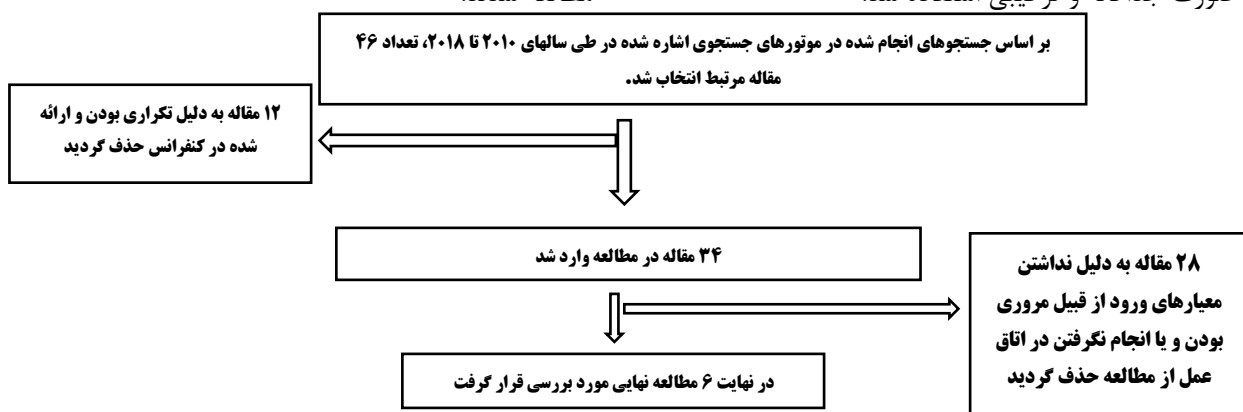 بر اساس جستجوهای انجام شده در موتورهای جستجوی اشاره شده در طی سالهای ۲۰۱۰ تا ۲۰۱۸، تعداد ۴۶
مقاله مرتبط انتخاب شد.
۱۲ مقاله به دلیل تکراری بودن و ارائه
شده در کنفرانس حذف گردید
۳۴ مقاله در مطالعه وارد شد
۲۸ مقاله به دلیل نداشتن
معیارهای ورود از قبیل مروری
بودن و یا انجام نگرفتن در اتاق
عمل از مطالعه حذف گردید
در نهایت ۶ مطالعه نهایی مورد بررسی قرار گرفت